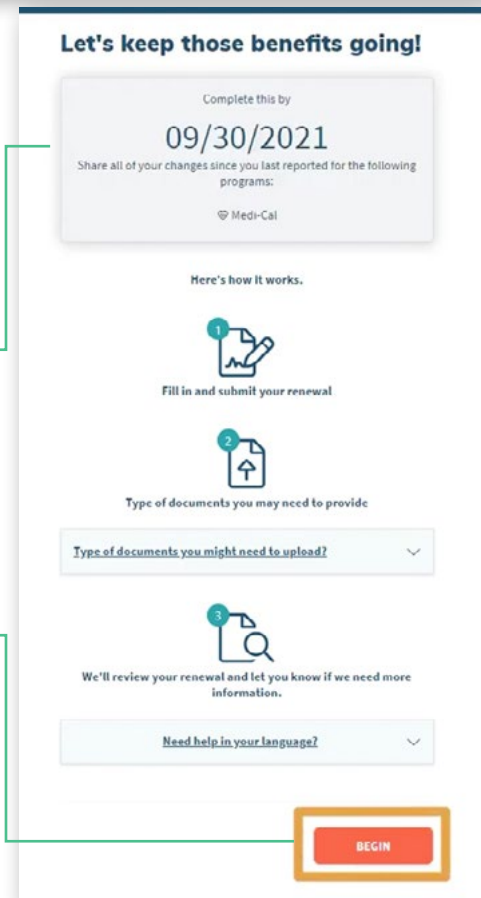 Let's keep those benefits going!
Complete this by
09/30/2021
Share all of your changes since you last reported for the following
programs:
Medi-Cal
Here's how it works.
1
Fill in and submit your renewal
2
Type of documents you may need to provide
Type of documents you might need to upload?
3
We'll review your renewal and let you know if we need more
information.
Need help in your language?
BEGIN